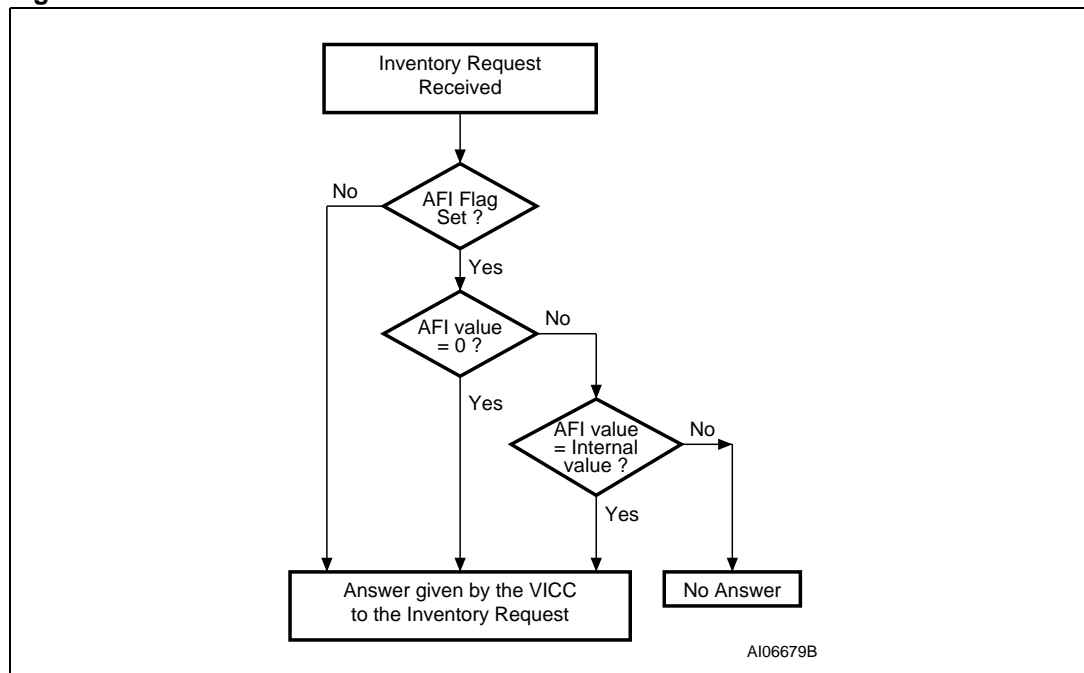 Inventory Request
Received
No
AFI Flag
Set ?
Yes
AFI value
= 0 ?
No
Yes
AFI value
= Internal
value ?
No
Yes
Answer given by the VICC
to the Inventory Request
No Answer
AI06679B